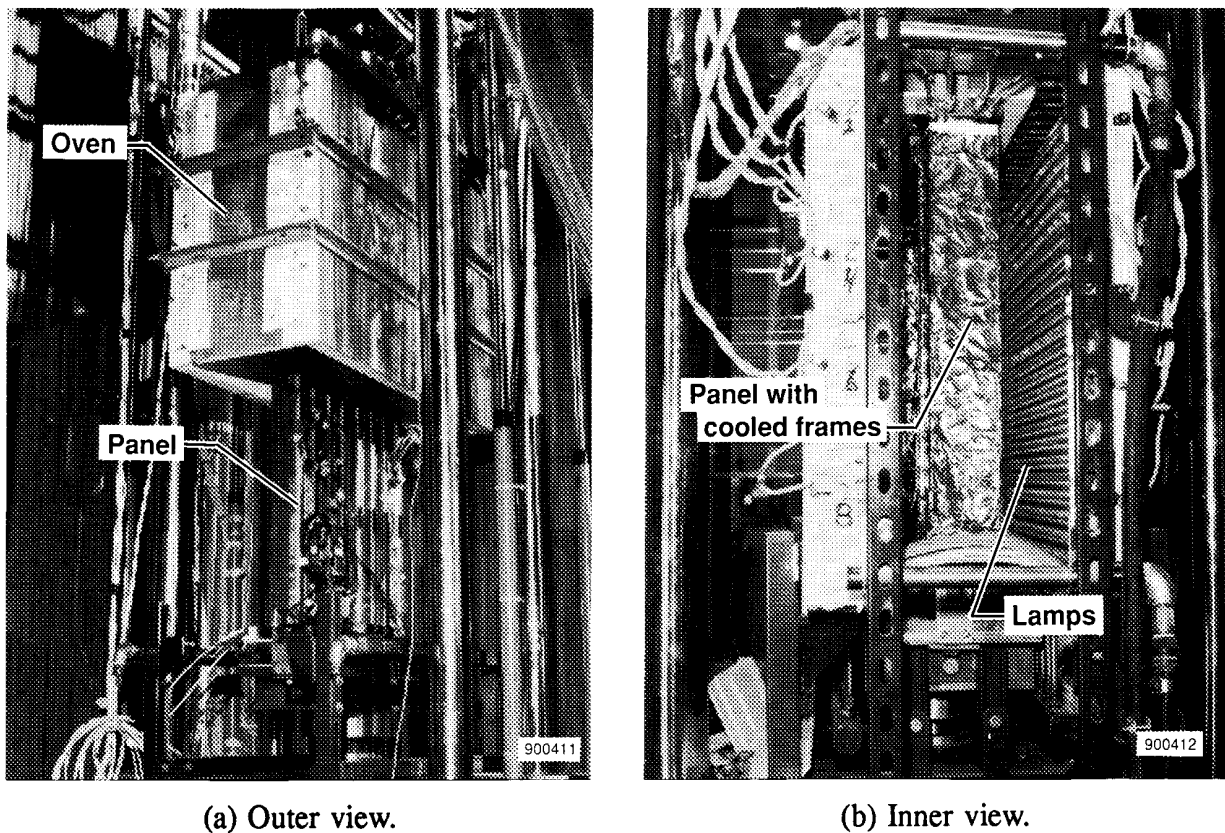 Oven
Panel
900411
Panel with
cooled frames
Lamps
900412
(a) Outer view.
(b) Inner view.